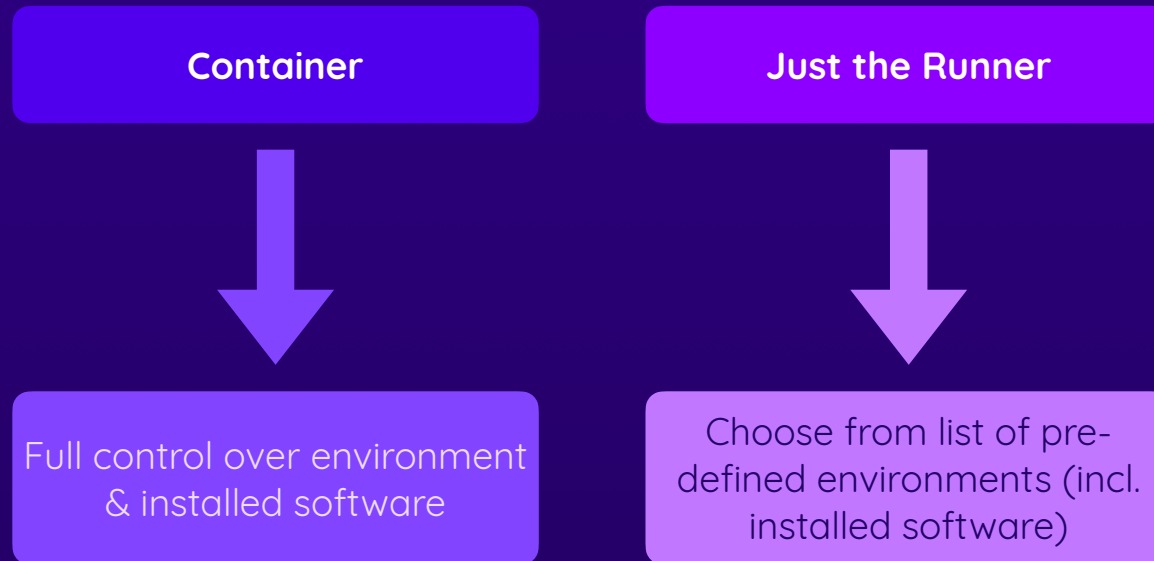 Container
Just the Runner
Full control over environment
& installed software
Choose from list of pre-
defined environments (incl.
installed software)